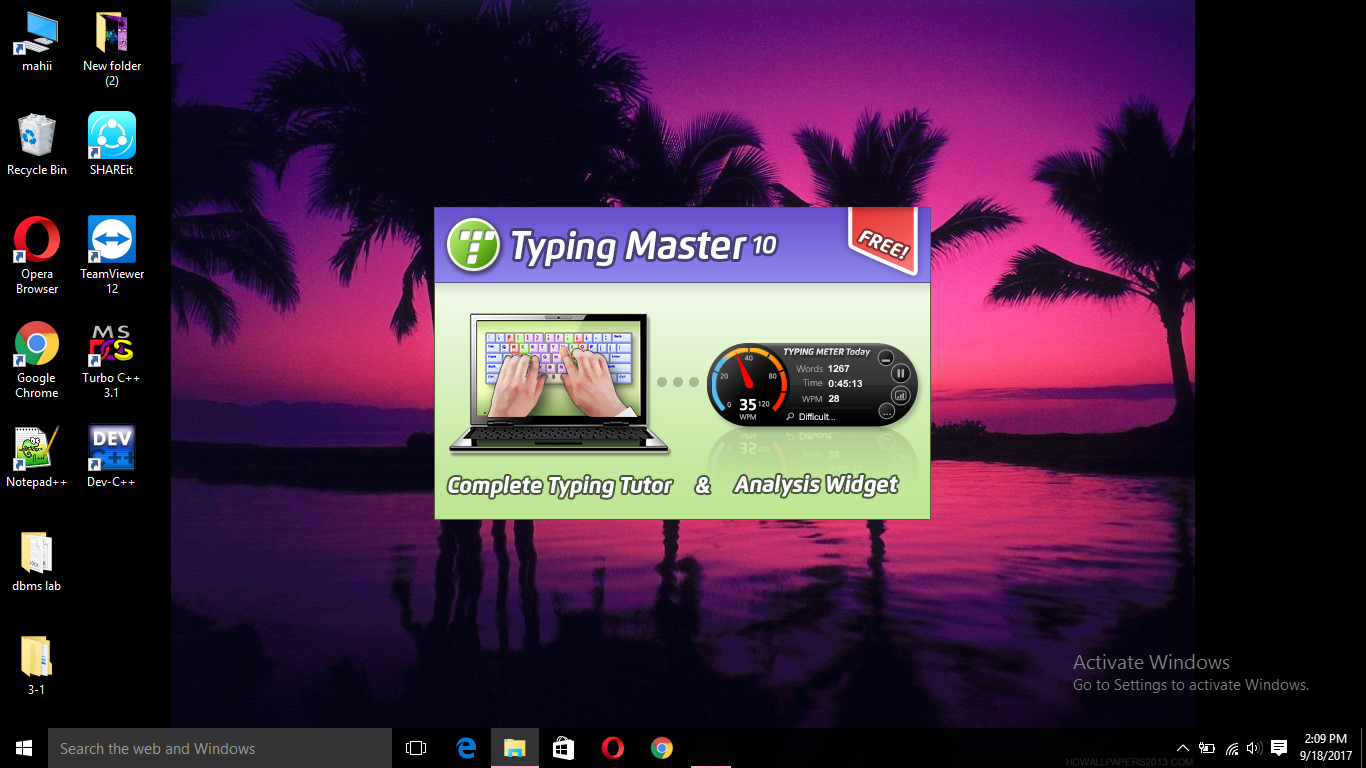 mahii
New folder
(2)
Recycle Bin
SHAREit
Opera
Browser
TeamViewer
12
Google
Chrome
MS
Turbo C++
3.1
Notepad++
DEV
C++
Dev-C++
dbms lab
3-1
Typing Master 10
FREE!
TYPING METER Today
Words 1267
Time 0:45:13
WPM 28
Difficult...
0
20
40
80
120
35
WPM
Complete Typing Tutor & Analysis Widget
Activate Windows
Go to Settings to activate Windows.
Search the web and Windows
2:09 PM
9/18/2017
HDWALLPAPERS2013.COM